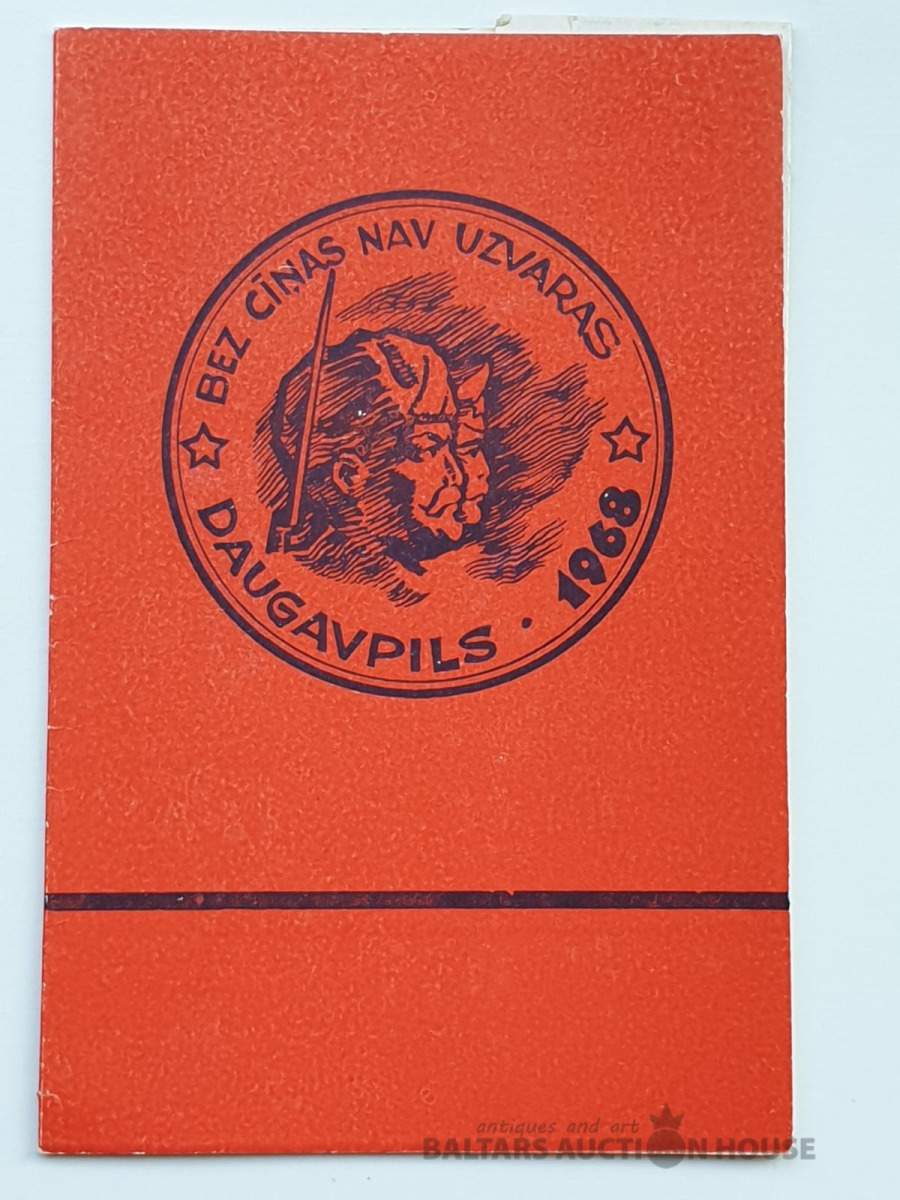 BEZ CĪŅAS NAV UZVARAS
DAUGAVPILS · 1968
antiques and art
BALTARS AUCTION HOUSE